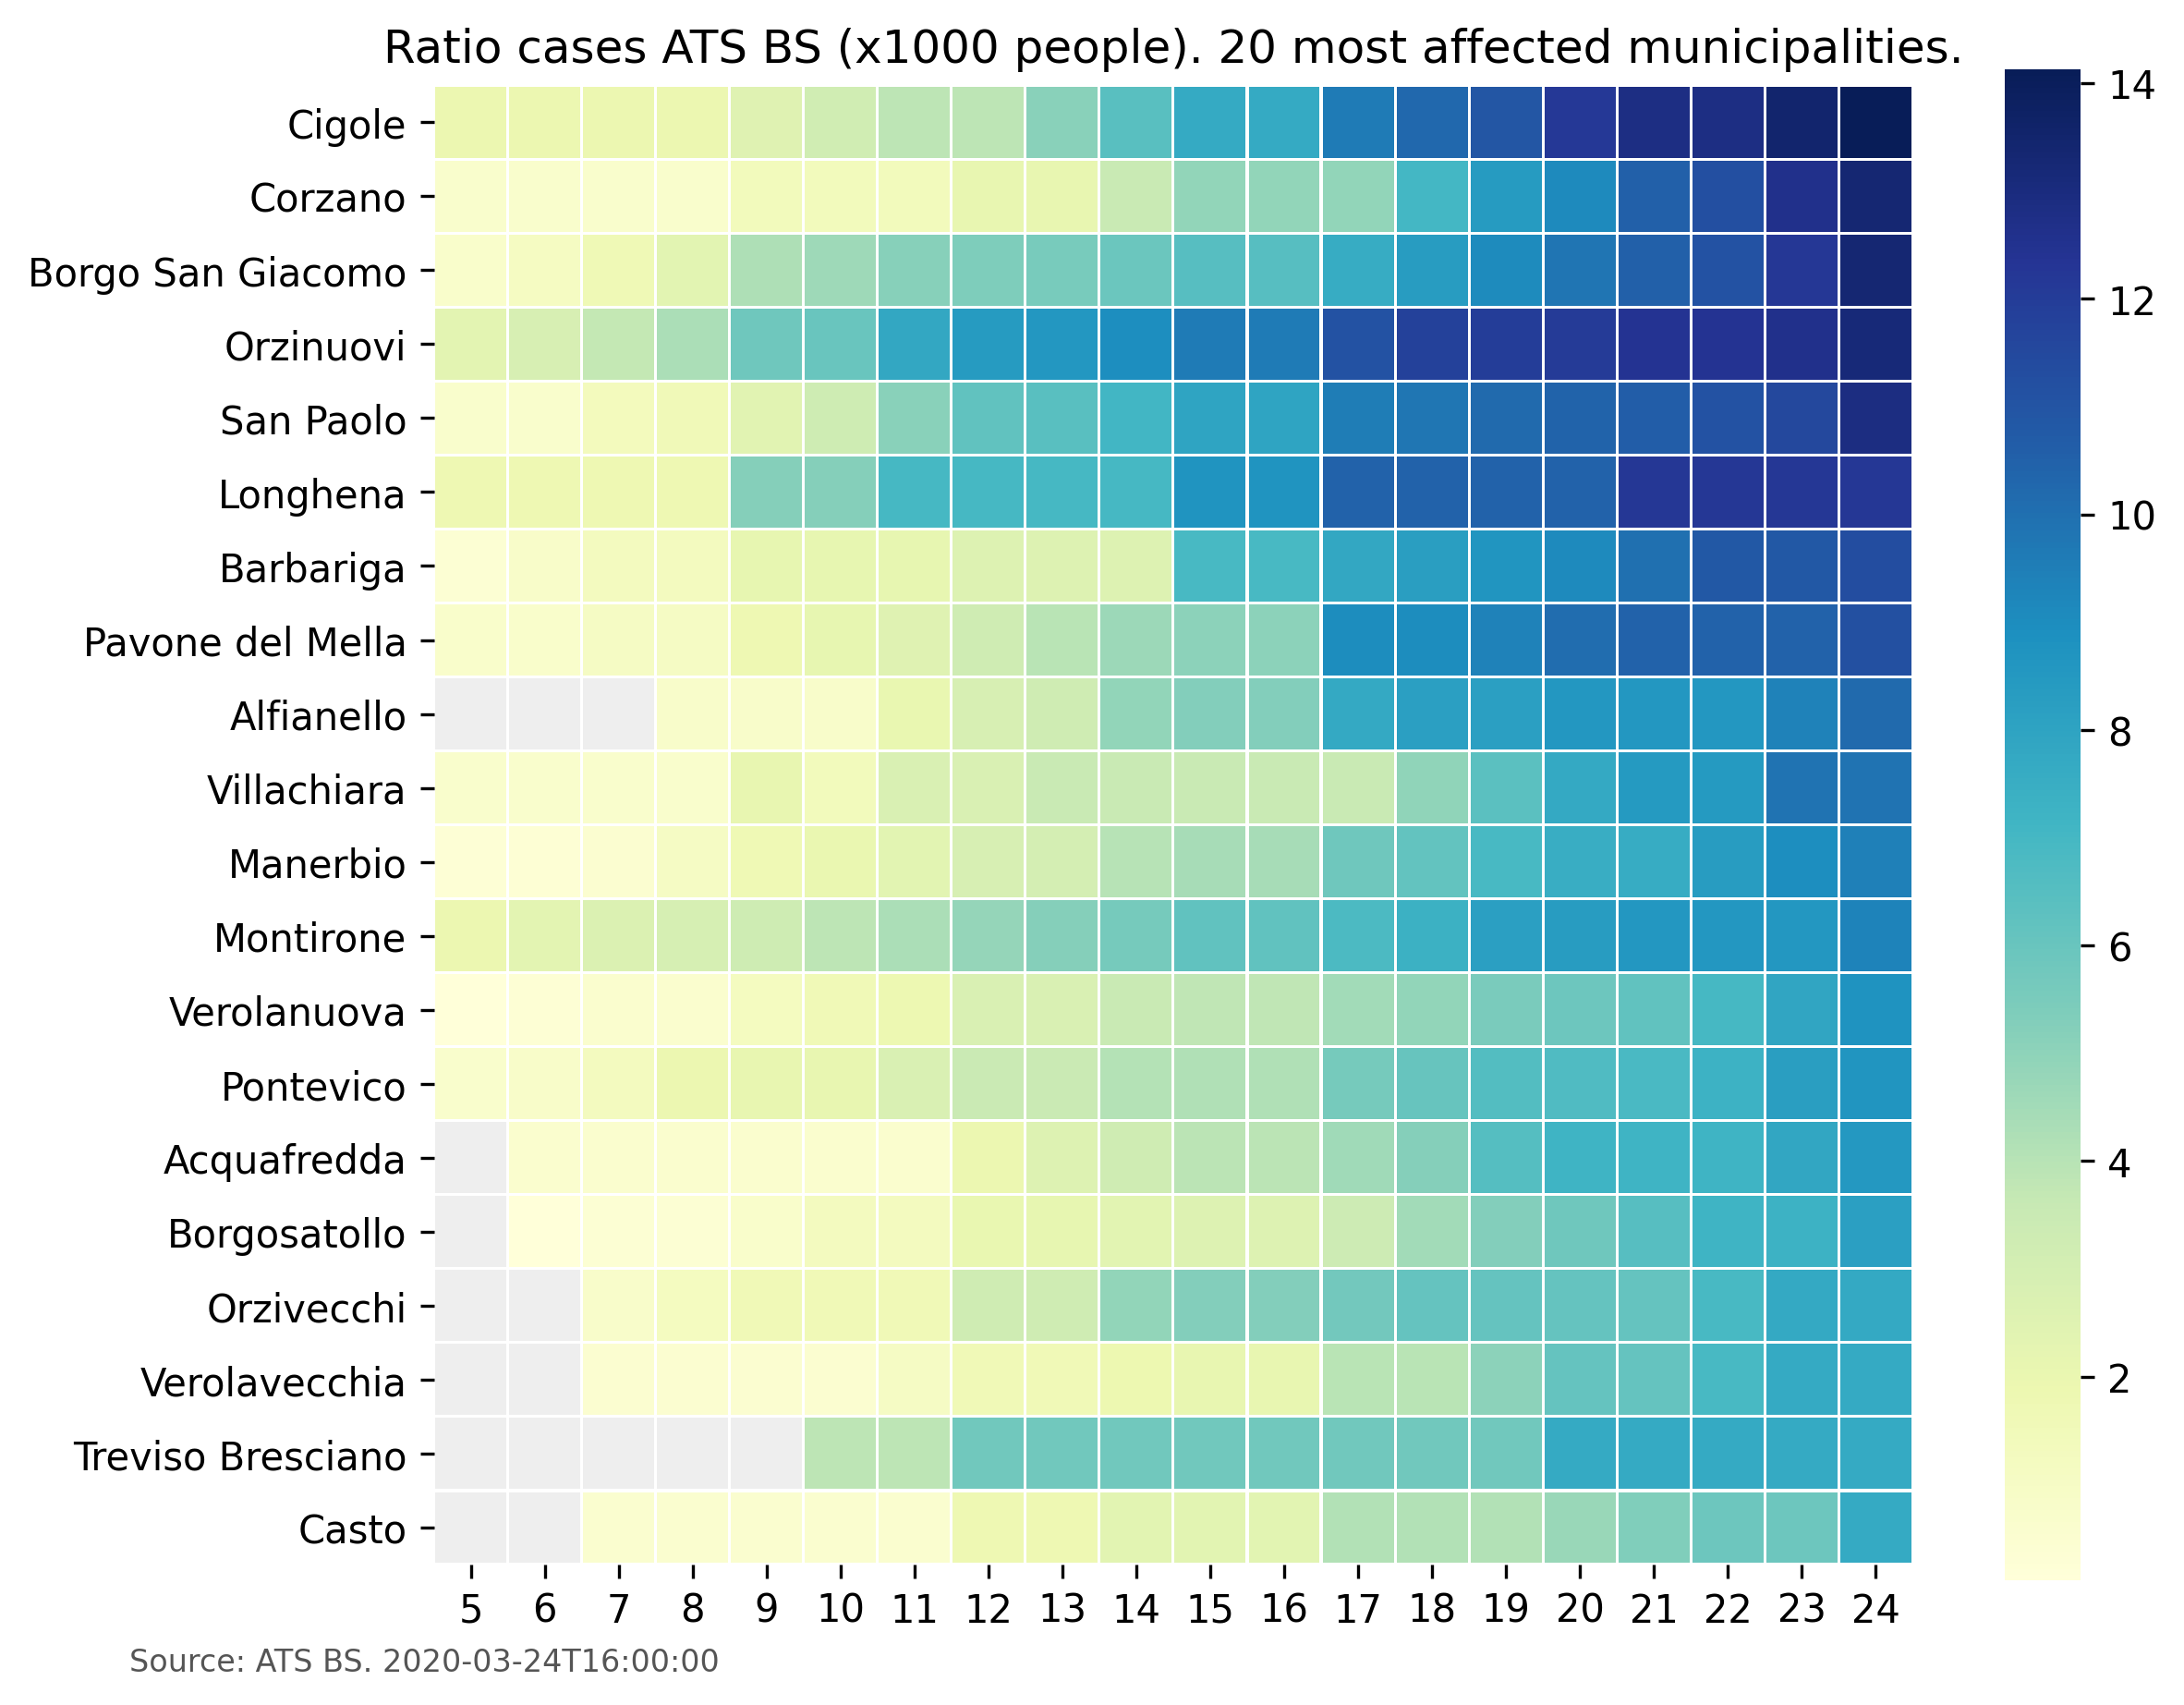 Ratio cases ATS BS (x1000 people). 20 most affected municipalities.
Cigole
Corzano
Borgo San Giacomo
Orzinuovi
San Paolo
Longhena
Barbariga
Pavone del Mella
Alfianello
Villachiara
Manerbio
Montirone
Verolanuova
Pontevico
Acquafredda
Borgosatollo
Orzivecchi
Verolavecchia
Treviso Bresciano
Casto
5 6 7 8 9 10 11 12 13 14 15 16 17 18 19 20 21 22 23 24
14
12
10
8
6
4
2
Source: ATS BS. 2020-03-24T16:00:00